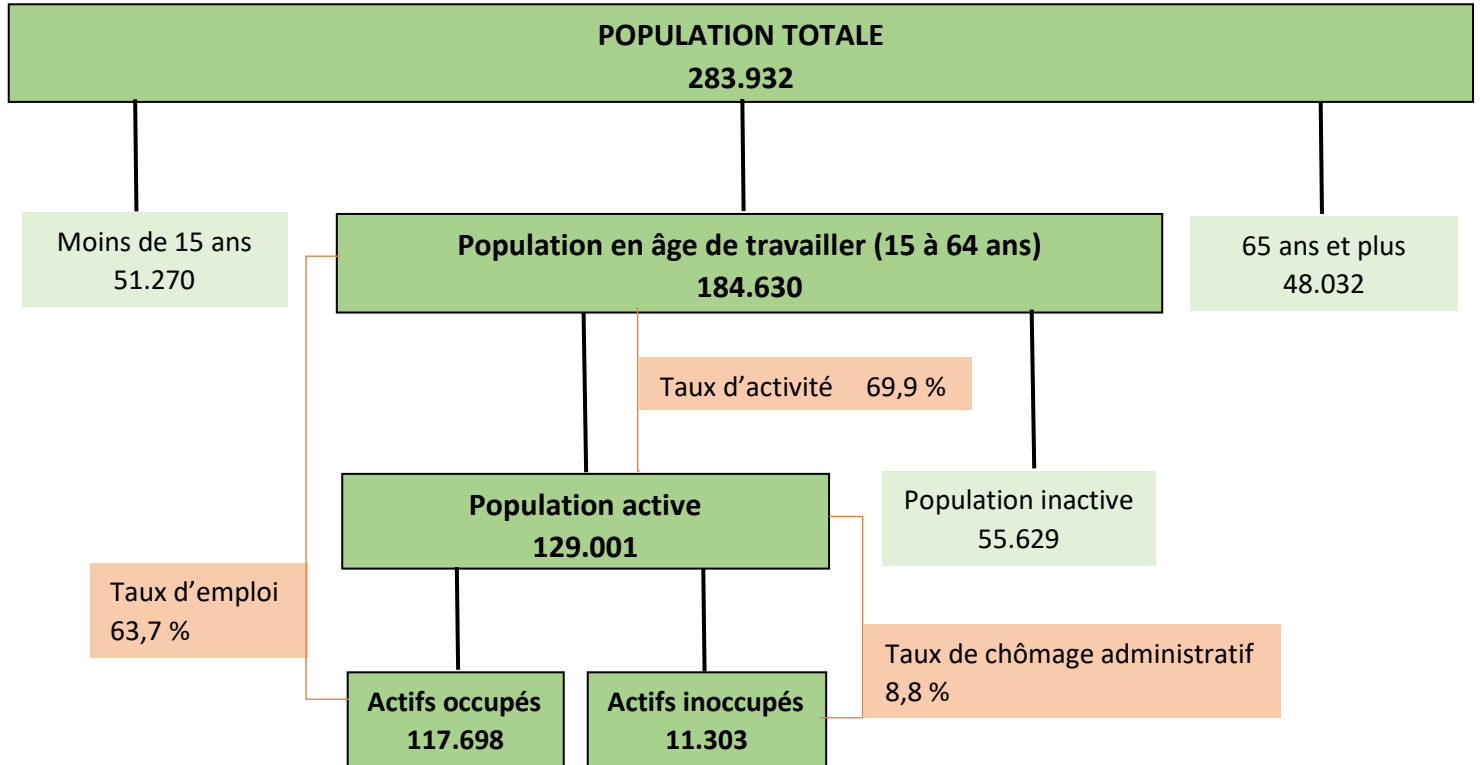 POPULATION TOTALE
283.932
Moins de 15 ans
51.270
Population en âge de travailler (15 à 64 ans)
184.630
65 ans et plus
48.032
Taux d’activité 69,9 %
Population active
129.001
Population inactive
55.629
Taux d’emploi
63,7 %
Taux de chômage administratif
8,8 %
Actifs occupés
117.698
Actifs inoccupés
11.303